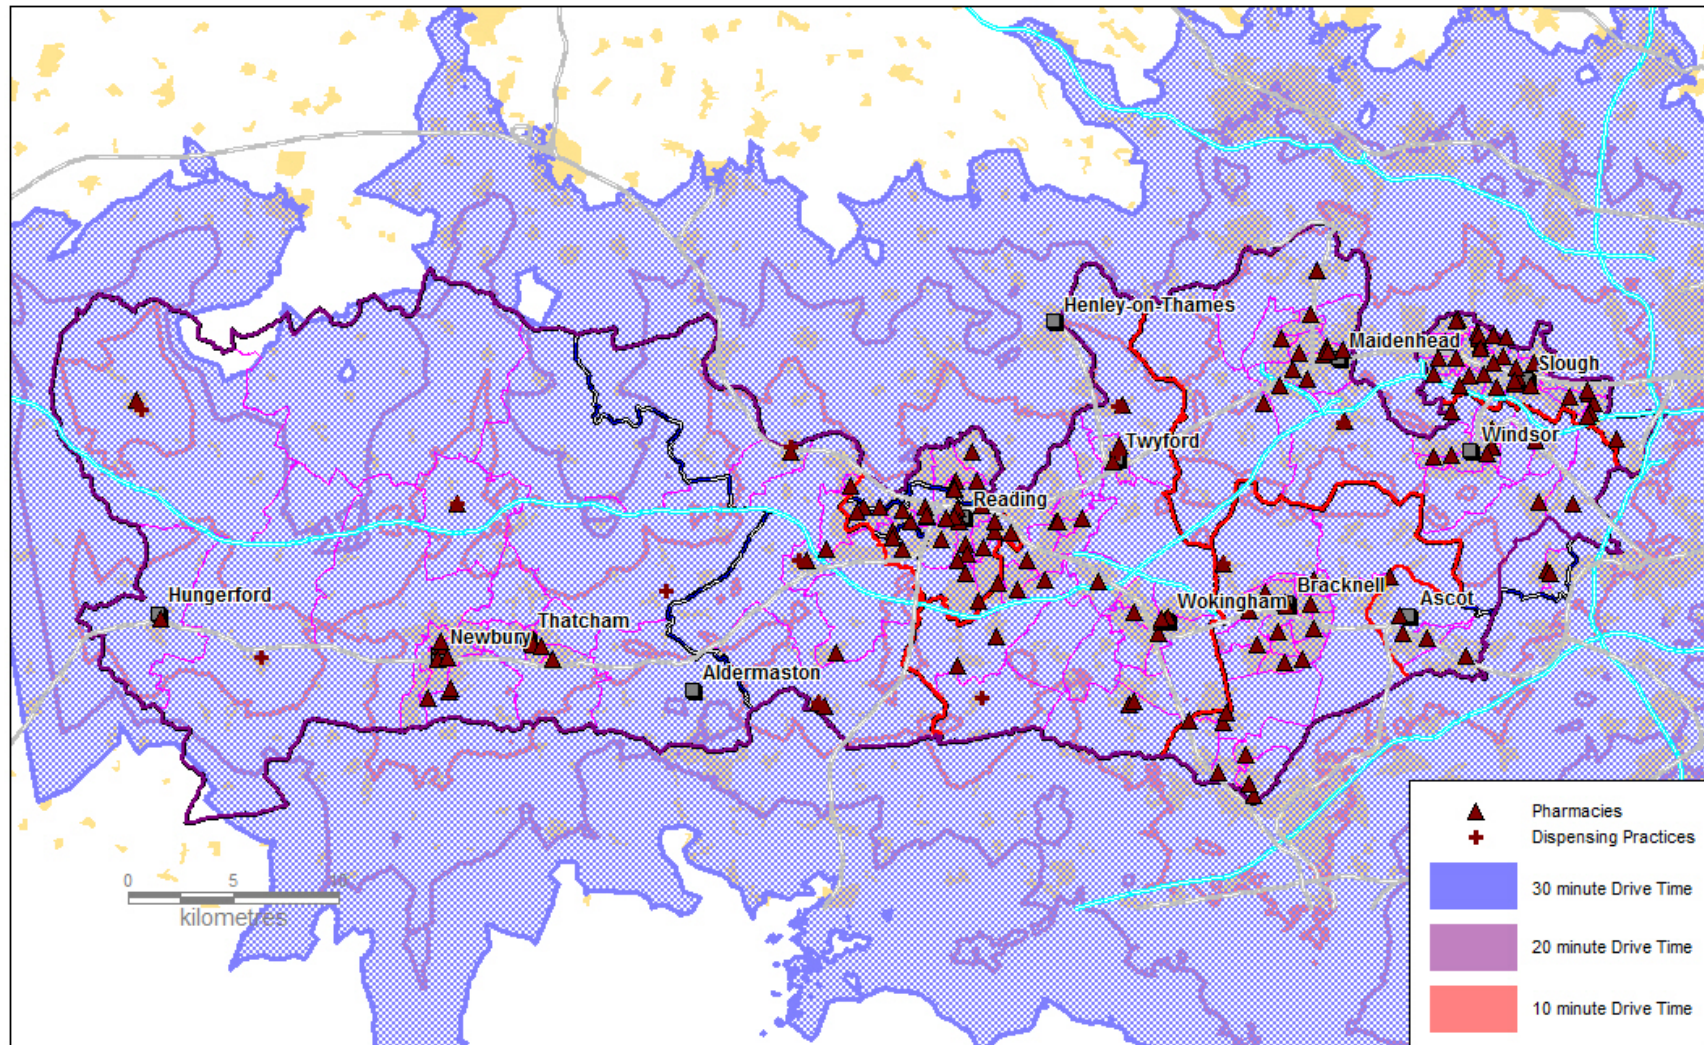 Henley-on-Thames
Maidenhead
Slough
Twyford
Windsor
Reading
Hungerford
Newbury
Thatcham
Aldermaston
Wokingham
Bracknell
Ascot
0 5 10
kilometres
Pharmacies
Dispensing Practices
30 minute Drive Time
20 minute Drive Time
10 minute Drive Time